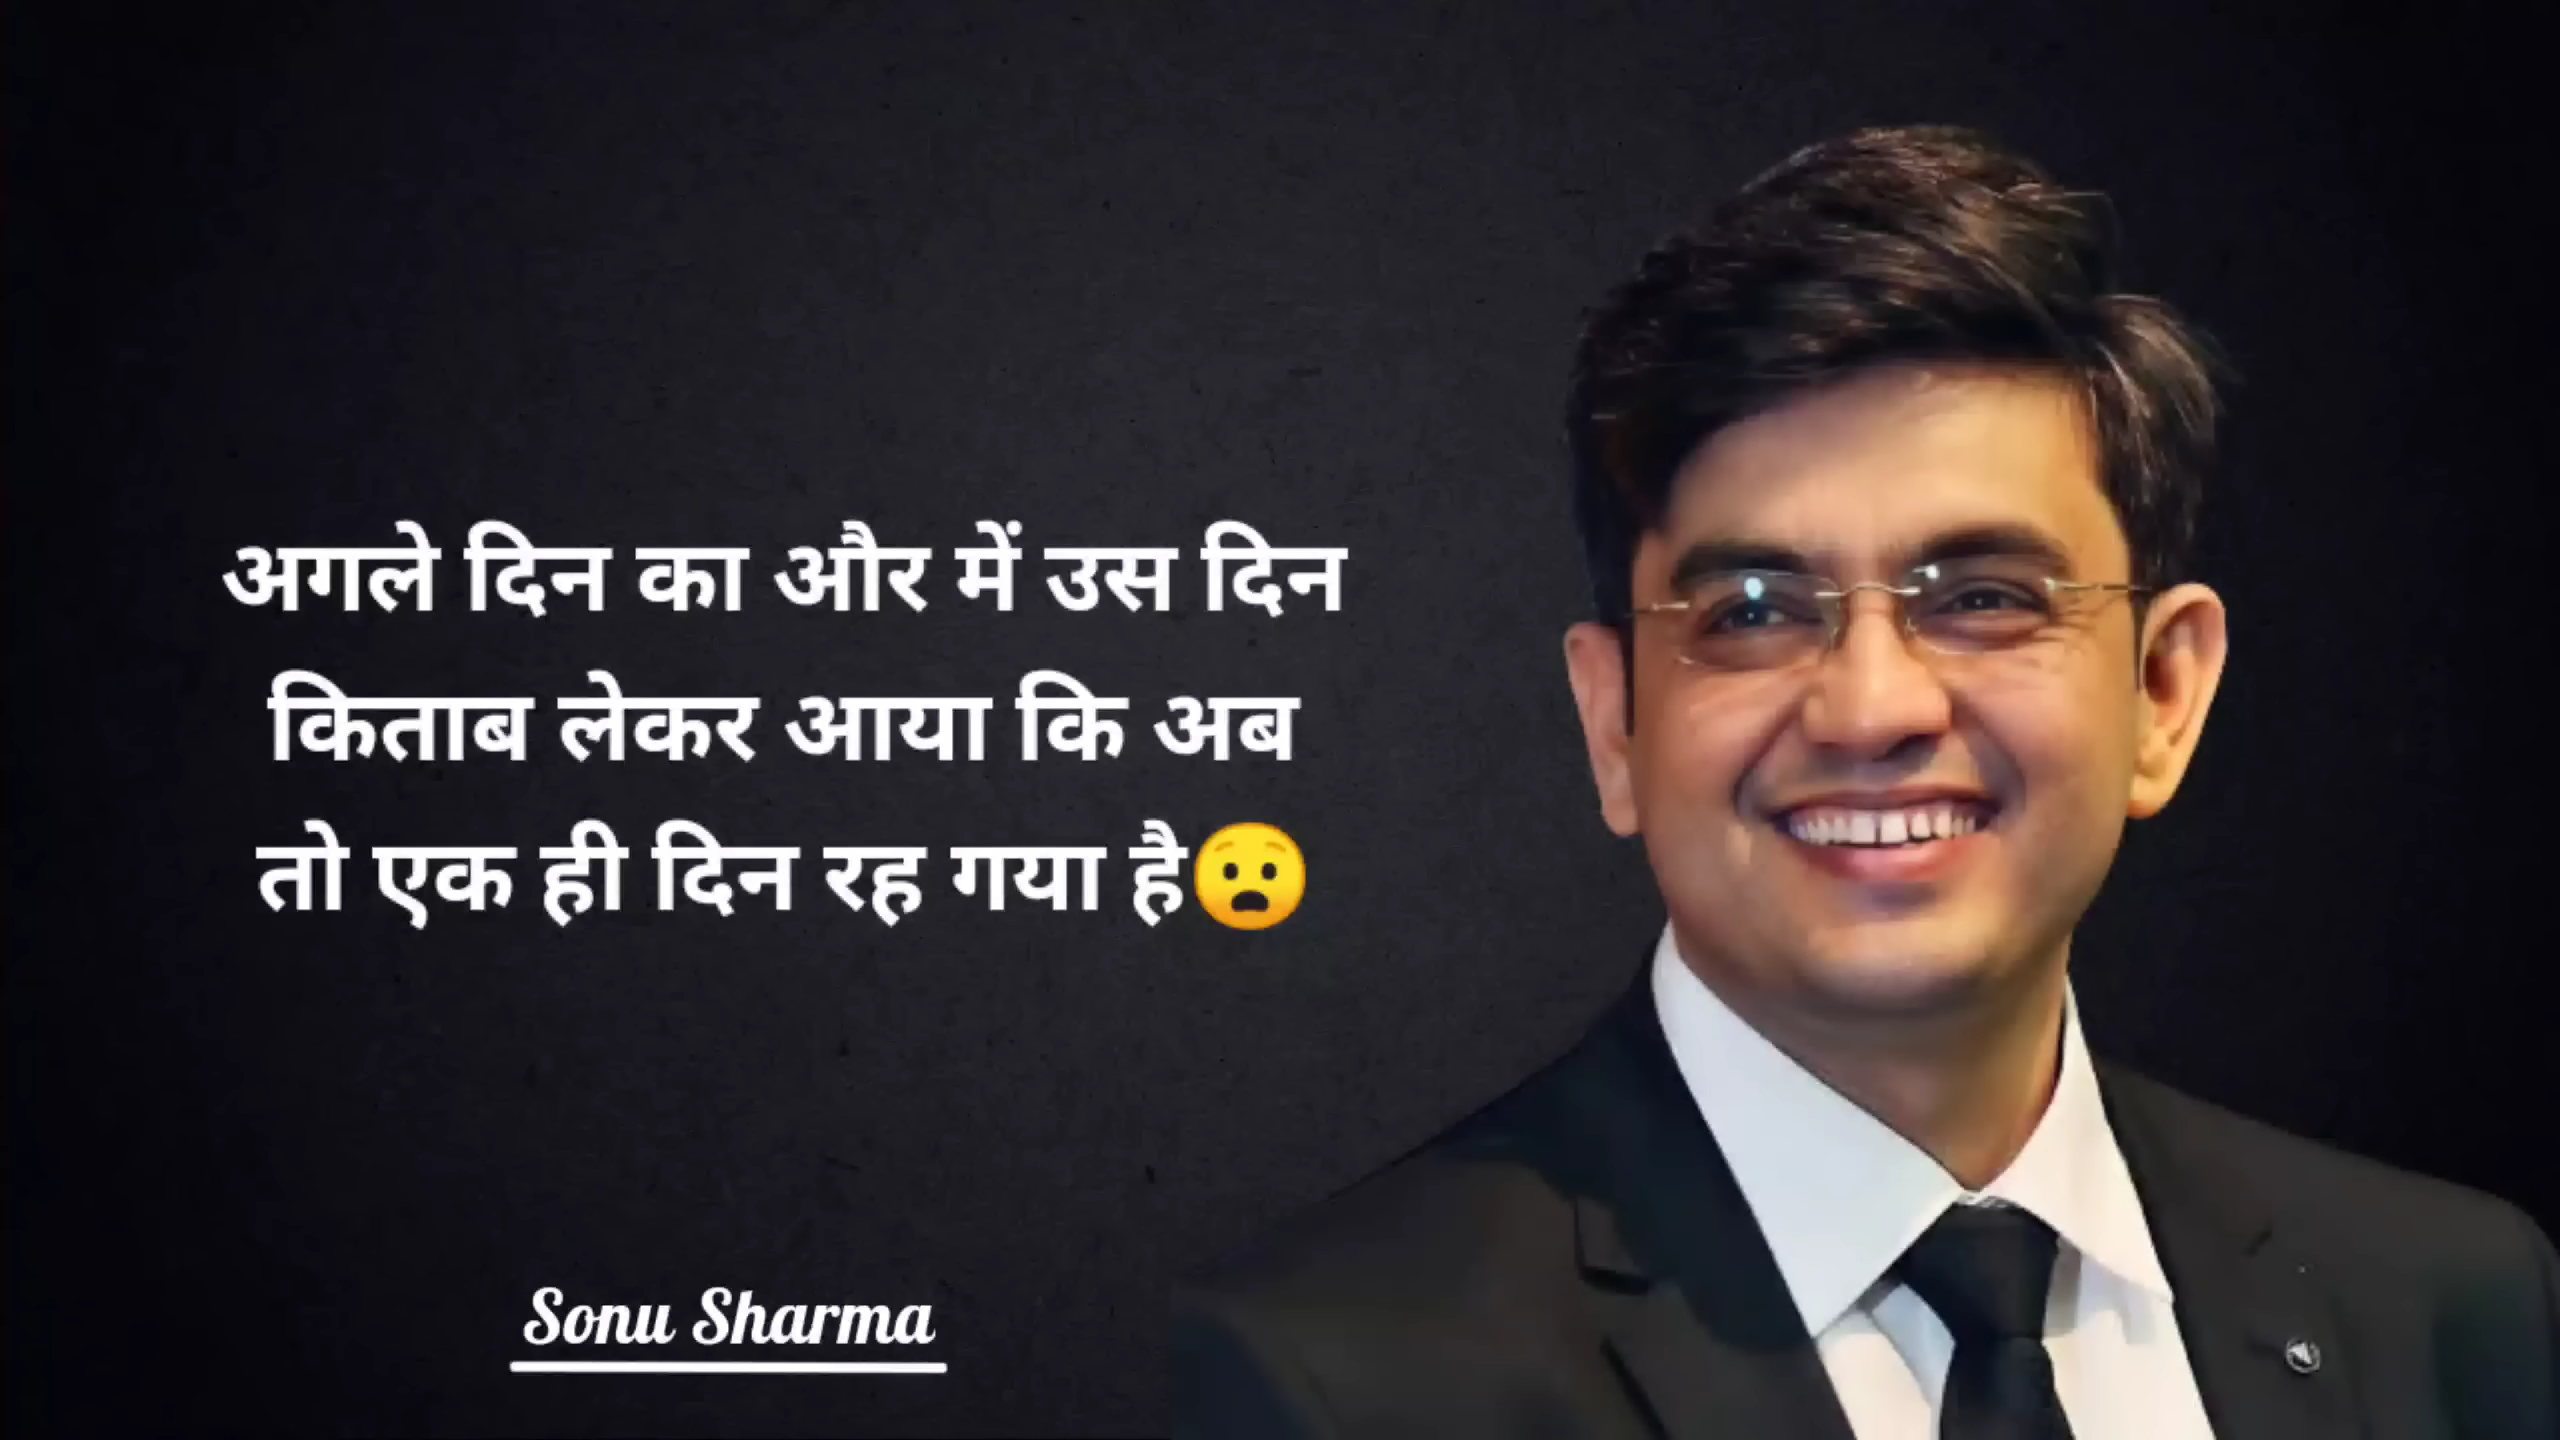 अगले दिन का और में उस दिन
किताब लेकर आया कि अब
तो एक ही दिन रह गया है😧
Sonu Sharma